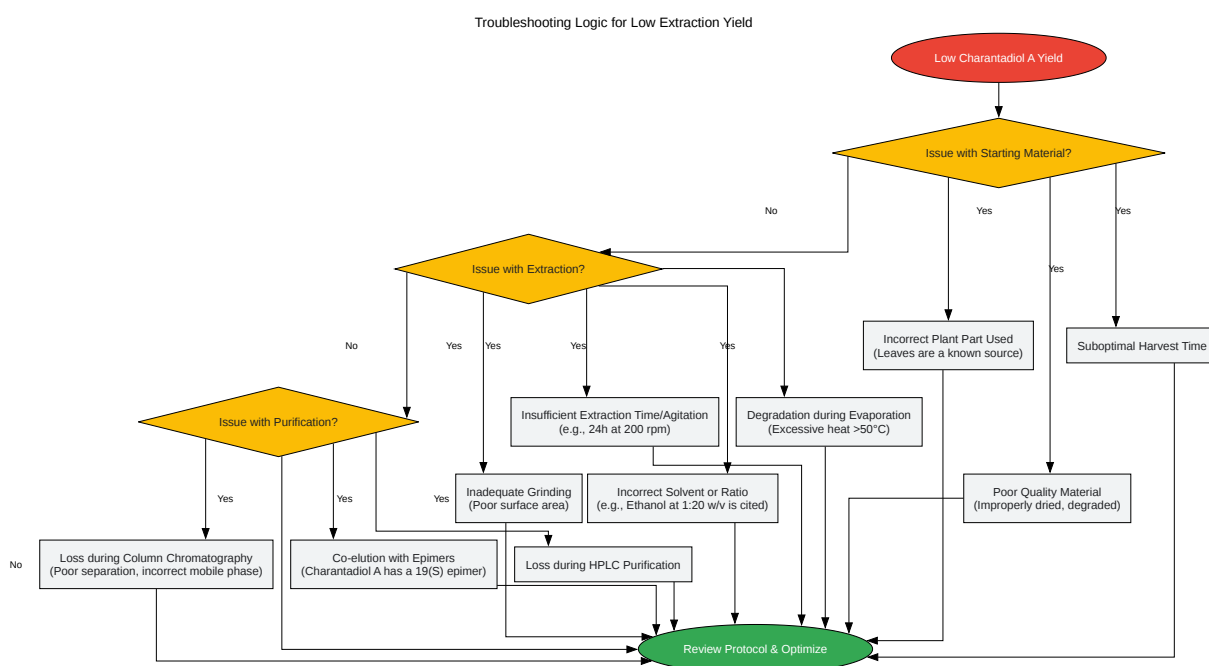 Troubleshooting Logic for Low Extraction Yield
Low Charantadiol A Yield
Issue with Starting Material?
No
Yes
Yes
Issue with Extraction?
Yes
Incorrect Plant Part Used
(Leaves are a known source)
Suboptimal Harvest Time
No
Yes
Yes
Yes
Yes
Insufficient Extraction Time/Agitation
(e.g., 24h at 200 rpm)
Degradation during Evaporation
(Excessive heat >50°C)
Issue with Purification?
Yes
Yes
Yes
Inadequate Grinding
(Poor surface area)
Incorrect Solvent or Ratio
(e.g., Ethanol at 1:20 w/v is cited)
Poor Quality Material
(Improperly dried, degraded)
No
Loss during Column Chromatography
(Poor separation, incorrect mobile phase)
Co-elution with Epimers
(Charantadiol A has a 19(S) epimer)
Loss during HPLC Purification
Review Protocol & Optimize